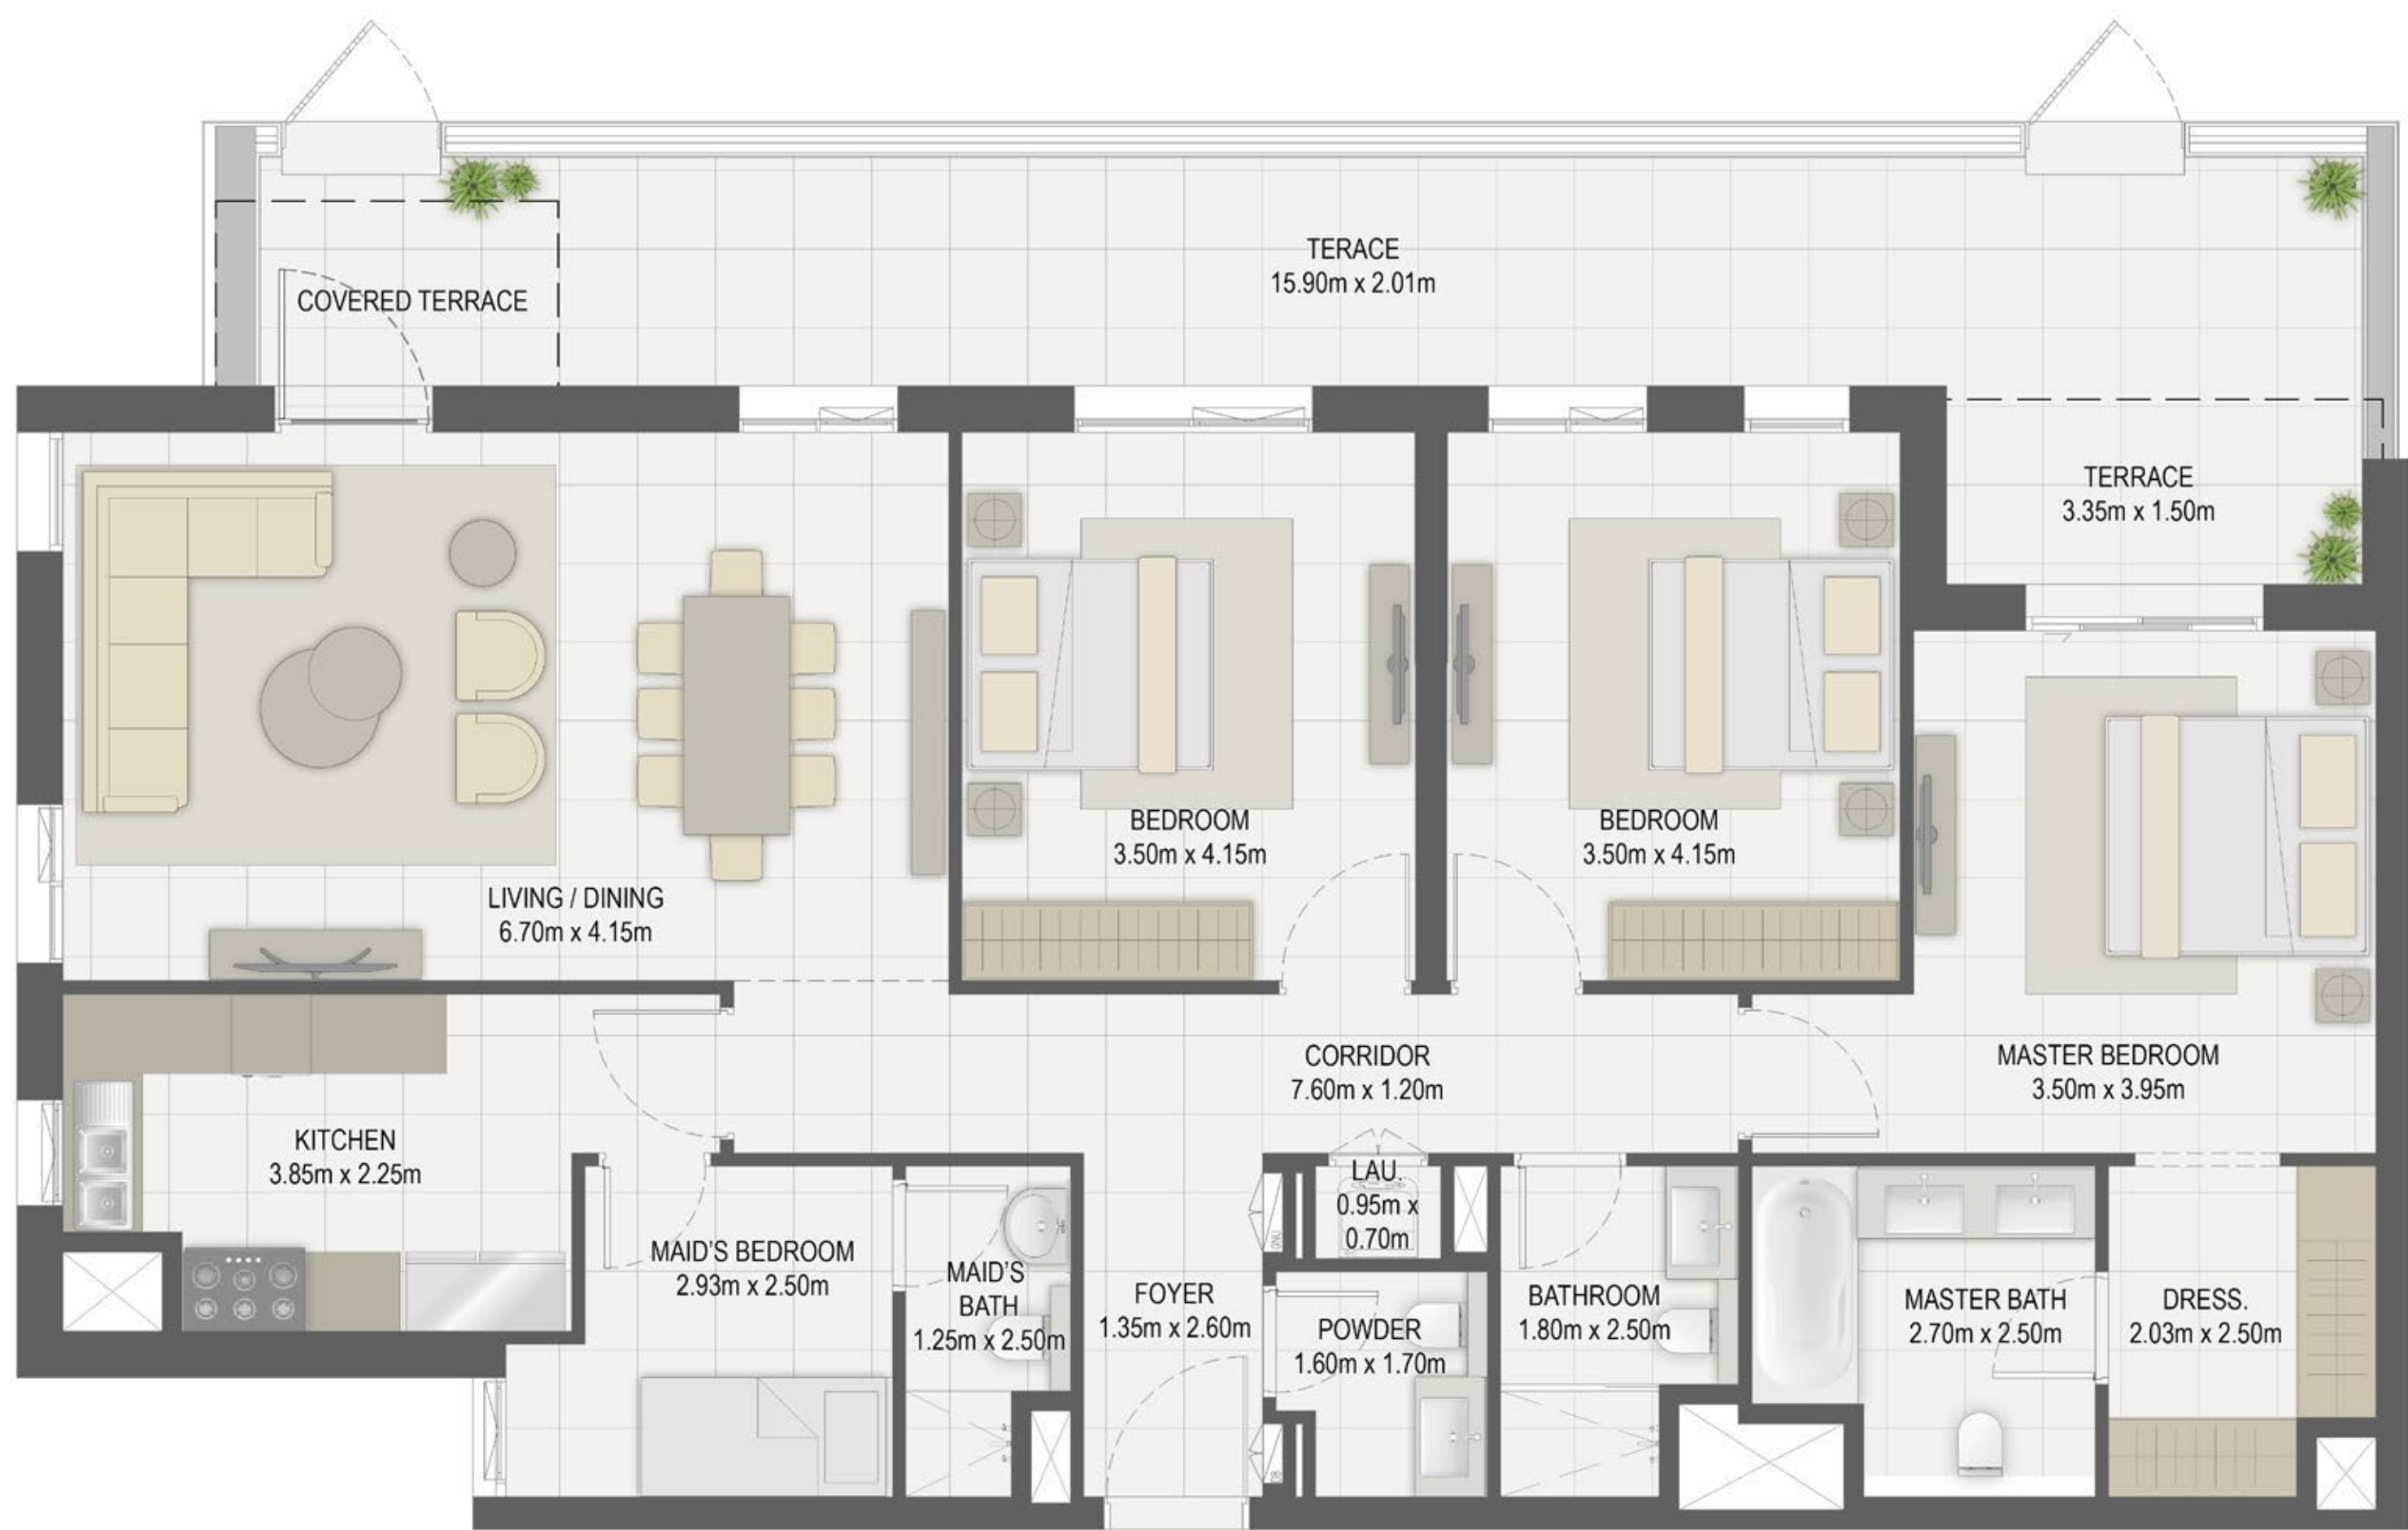 TERACE
15.90m x 2.01m
COVERED TERRACE
TERRACE
3.35m x 1.50m
BEDROOM
3.50m x 4.15m
BEDROOM
3.50m x 4.15m
LIVING / DINING
6.70m x 4.15m
CORRIDOR
7.60m x 1.20m
MASTER BEDROOM
3.50m x 3.95m
KITCHEN
3.85m x 2.25m
MAID'S BEDROOM
2.93m x 2.50m
MAID'S
BATH
1.25m x 2.50m
FOYER
1.35m x 2.60m
LAU.
0.95m x
0.70m
POWDER
1.60m x 1.70m
BATHROOM
1.80m x 2.50m
MASTER BATH
2.70m x 2.50m
DRESS.
2.03m x 2.50m